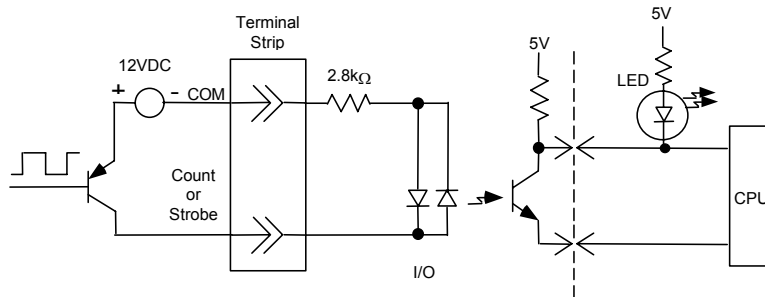 Terminal
Strip
12VDC
+
-
COM
2.8kΩ
5V
5V
LED
Count
or
Strobe
CPU
I/O